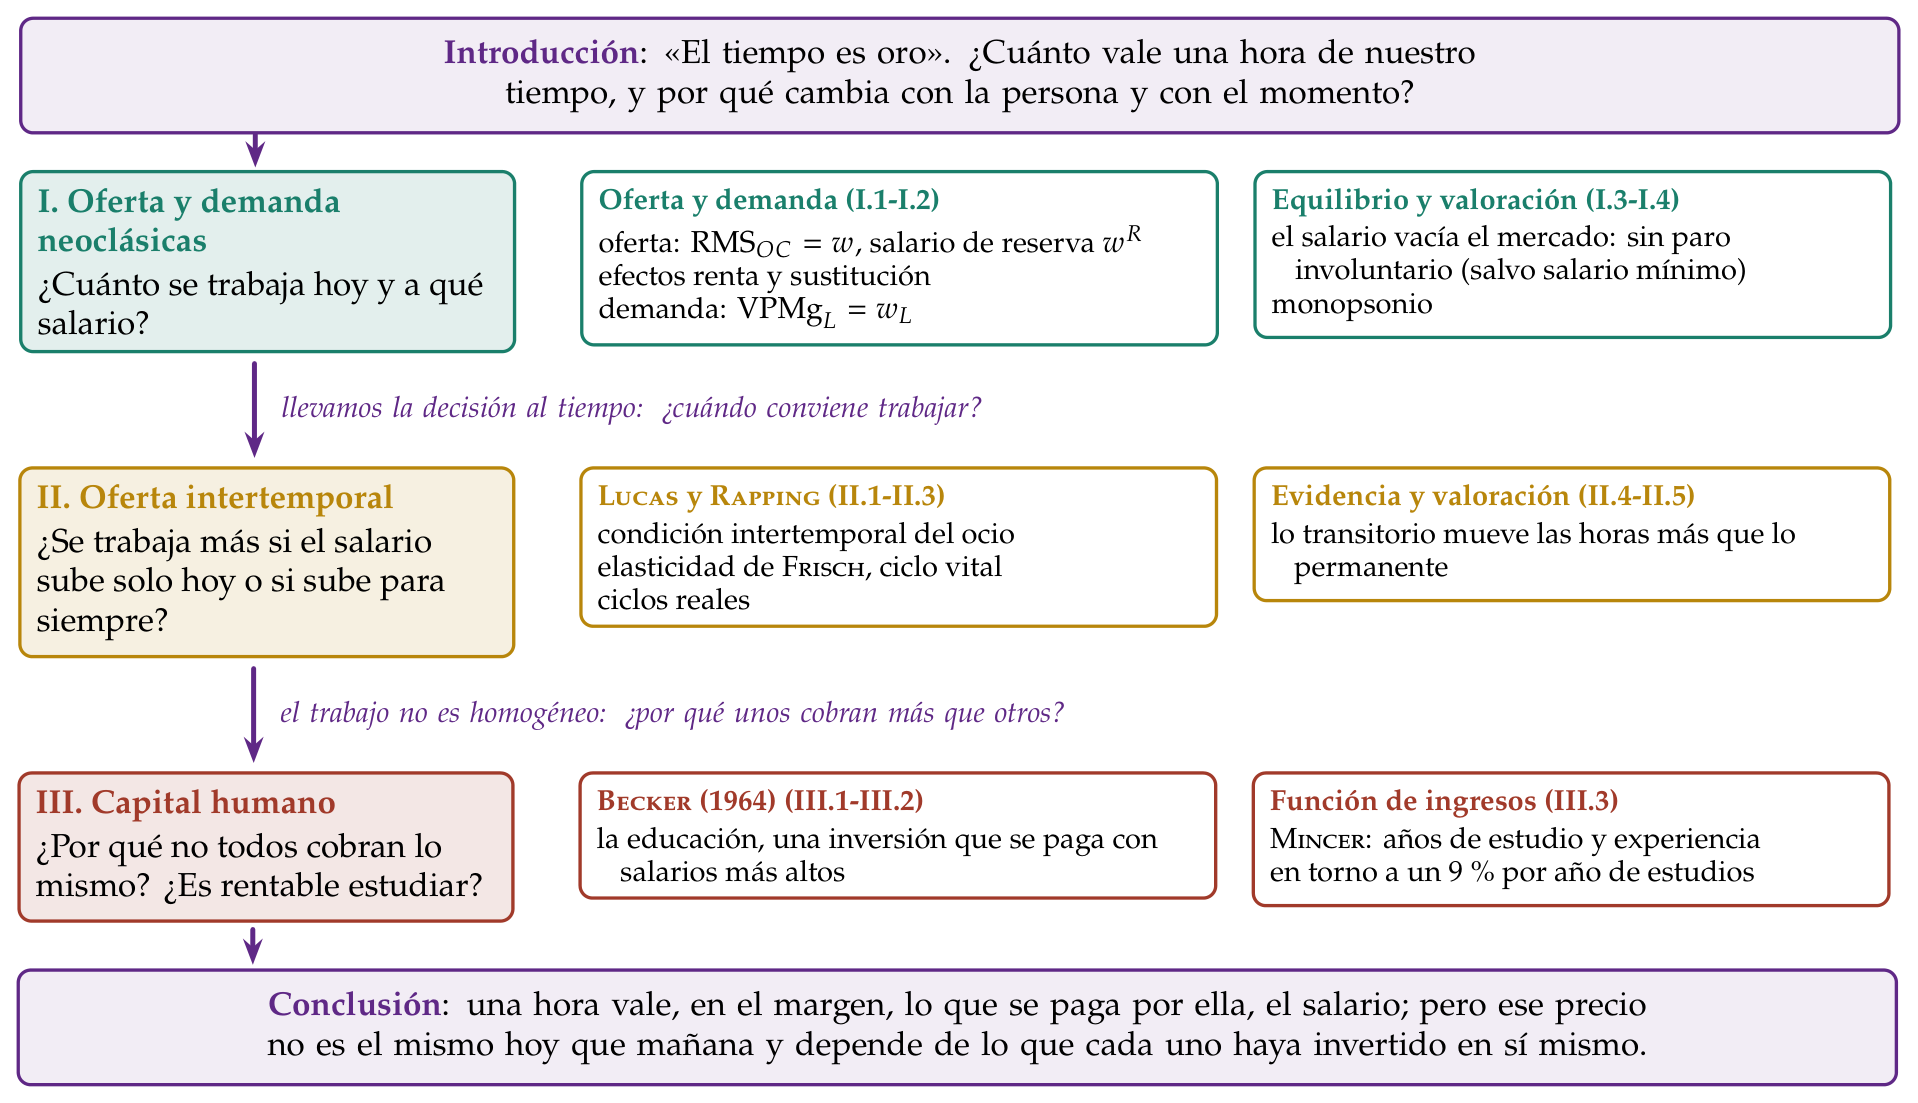 Introducción: «El tiempo es oro». ¿Cuánto vale una hora de nuestro
tiempo, y por qué cambia con la persona y con el momento?
I. Oferta y demanda
neoclásicas
¿Cuánto se trabaja hoy y a qué
salario?
Oferta y demanda (I.1-I.2)
oferta: RMS_{OC} = w, salario de reserva w^R
efectos renta y sustitución
demanda: VPMg_L = w_L
Equilibrio y valoración (I.3-I.4)
el salario vacía el mercado: sin paro
involuntario (salvo salario mínimo)
monopsonio
llevamos la decisión al tiempo: ¿cuándo conviene trabajar?
II. Oferta intertemporal
¿Se trabaja más si el salario
sube solo hoy o si sube para
siempre?
Lucas y Rapping (II.1-II.3)
condición intertemporal del ocio
elasticidad de Frisch, ciclo vital
ciclos reales
Evidencia y valoración (II.4-II.5)
lo transitorio mueve las horas más que lo
permanente
el trabajo no es homogéneo: ¿por qué unos cobran más que otros?
III. Capital humano
¿Por qué no todos cobran lo
mismo? ¿Es rentable estudiar?
Becker (1964) (III.1-III.2)
la educación, una inversión que se paga con
salarios más altos
Función de ingresos (III.3)
Mincer: años de estudio y experiencia
en torno a un 9 % por año de estudios
Conclusión: una hora vale, en el margen, lo que se paga por ella, el salario; pero ese precio
no es el mismo hoy que mañana y depende de lo que cada uno haya invertido en sí mismo.